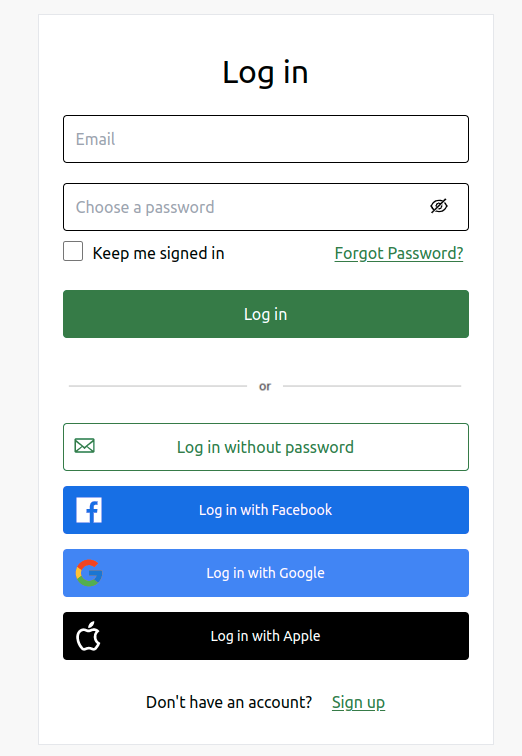 Log in
Email
Choose a password
Keep me signed in Forgot Password?
Log in
or
Log in without password
Log in with Facebook
Log in with Google
Log in with Apple
Don't have an account? Sign up